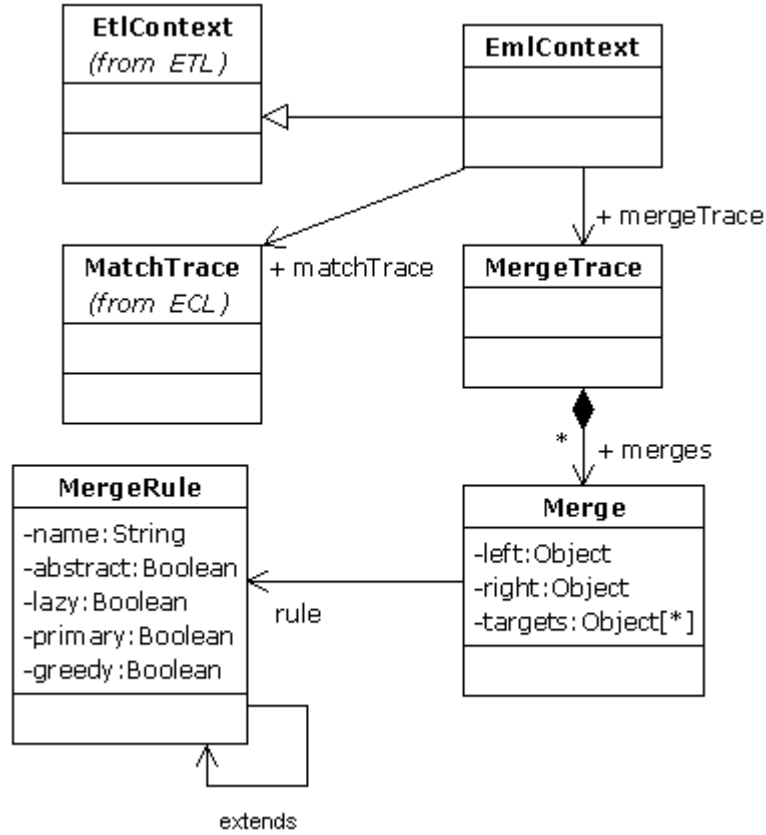 EtlContext
(from ETL)
EmlContext
+ mergeTrace
MatchTrace
(from ECL)
+ matchTrace
MergeTrace
*
+ merges
MergeRule
-name:String
-abstract:Boolean
-lazy:Boolean
-primary:Boolean
-greedy:Boolean
rule
Merge
-left:Object
-right:Object
-targets:Object[*]
extends